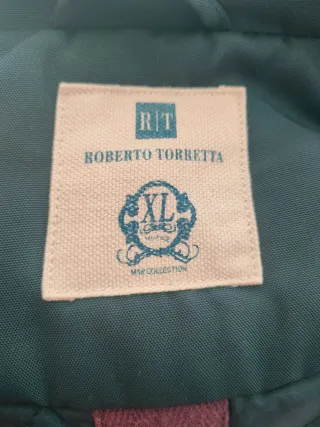 R|T
ROBERTO TORRETTA
XL
MAN COLLECTION